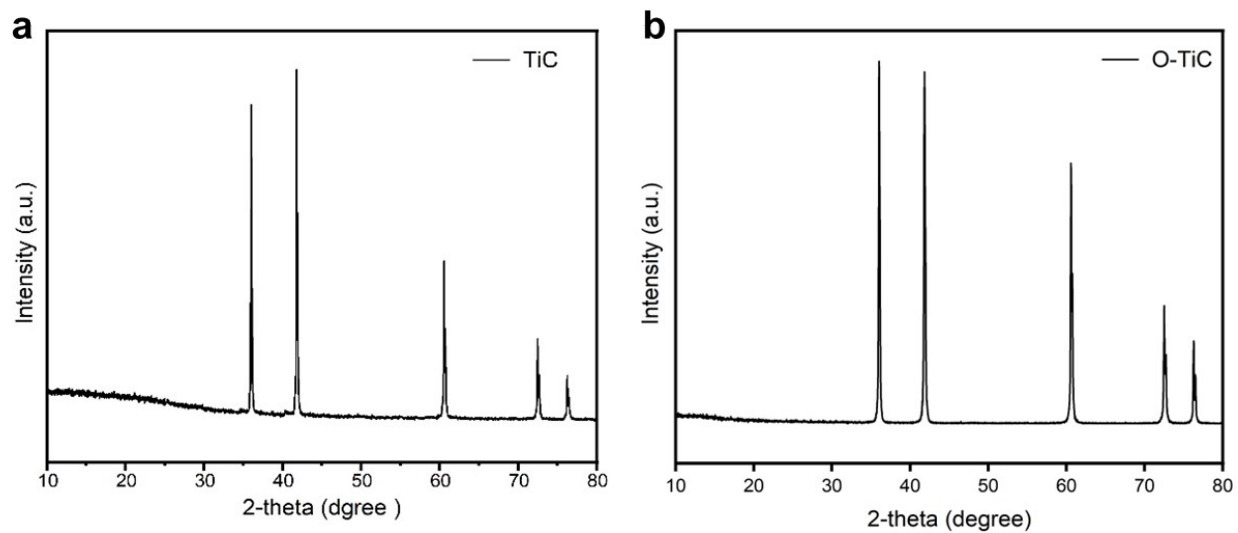 a
TiC
Intensity (a.u.)
10 20 30 40 50 60 70 80
2-theta (dgree )
b
O-TiC
Intensity (a.u.)
10 20 30 40 50 60 70 80
2-theta (degree)